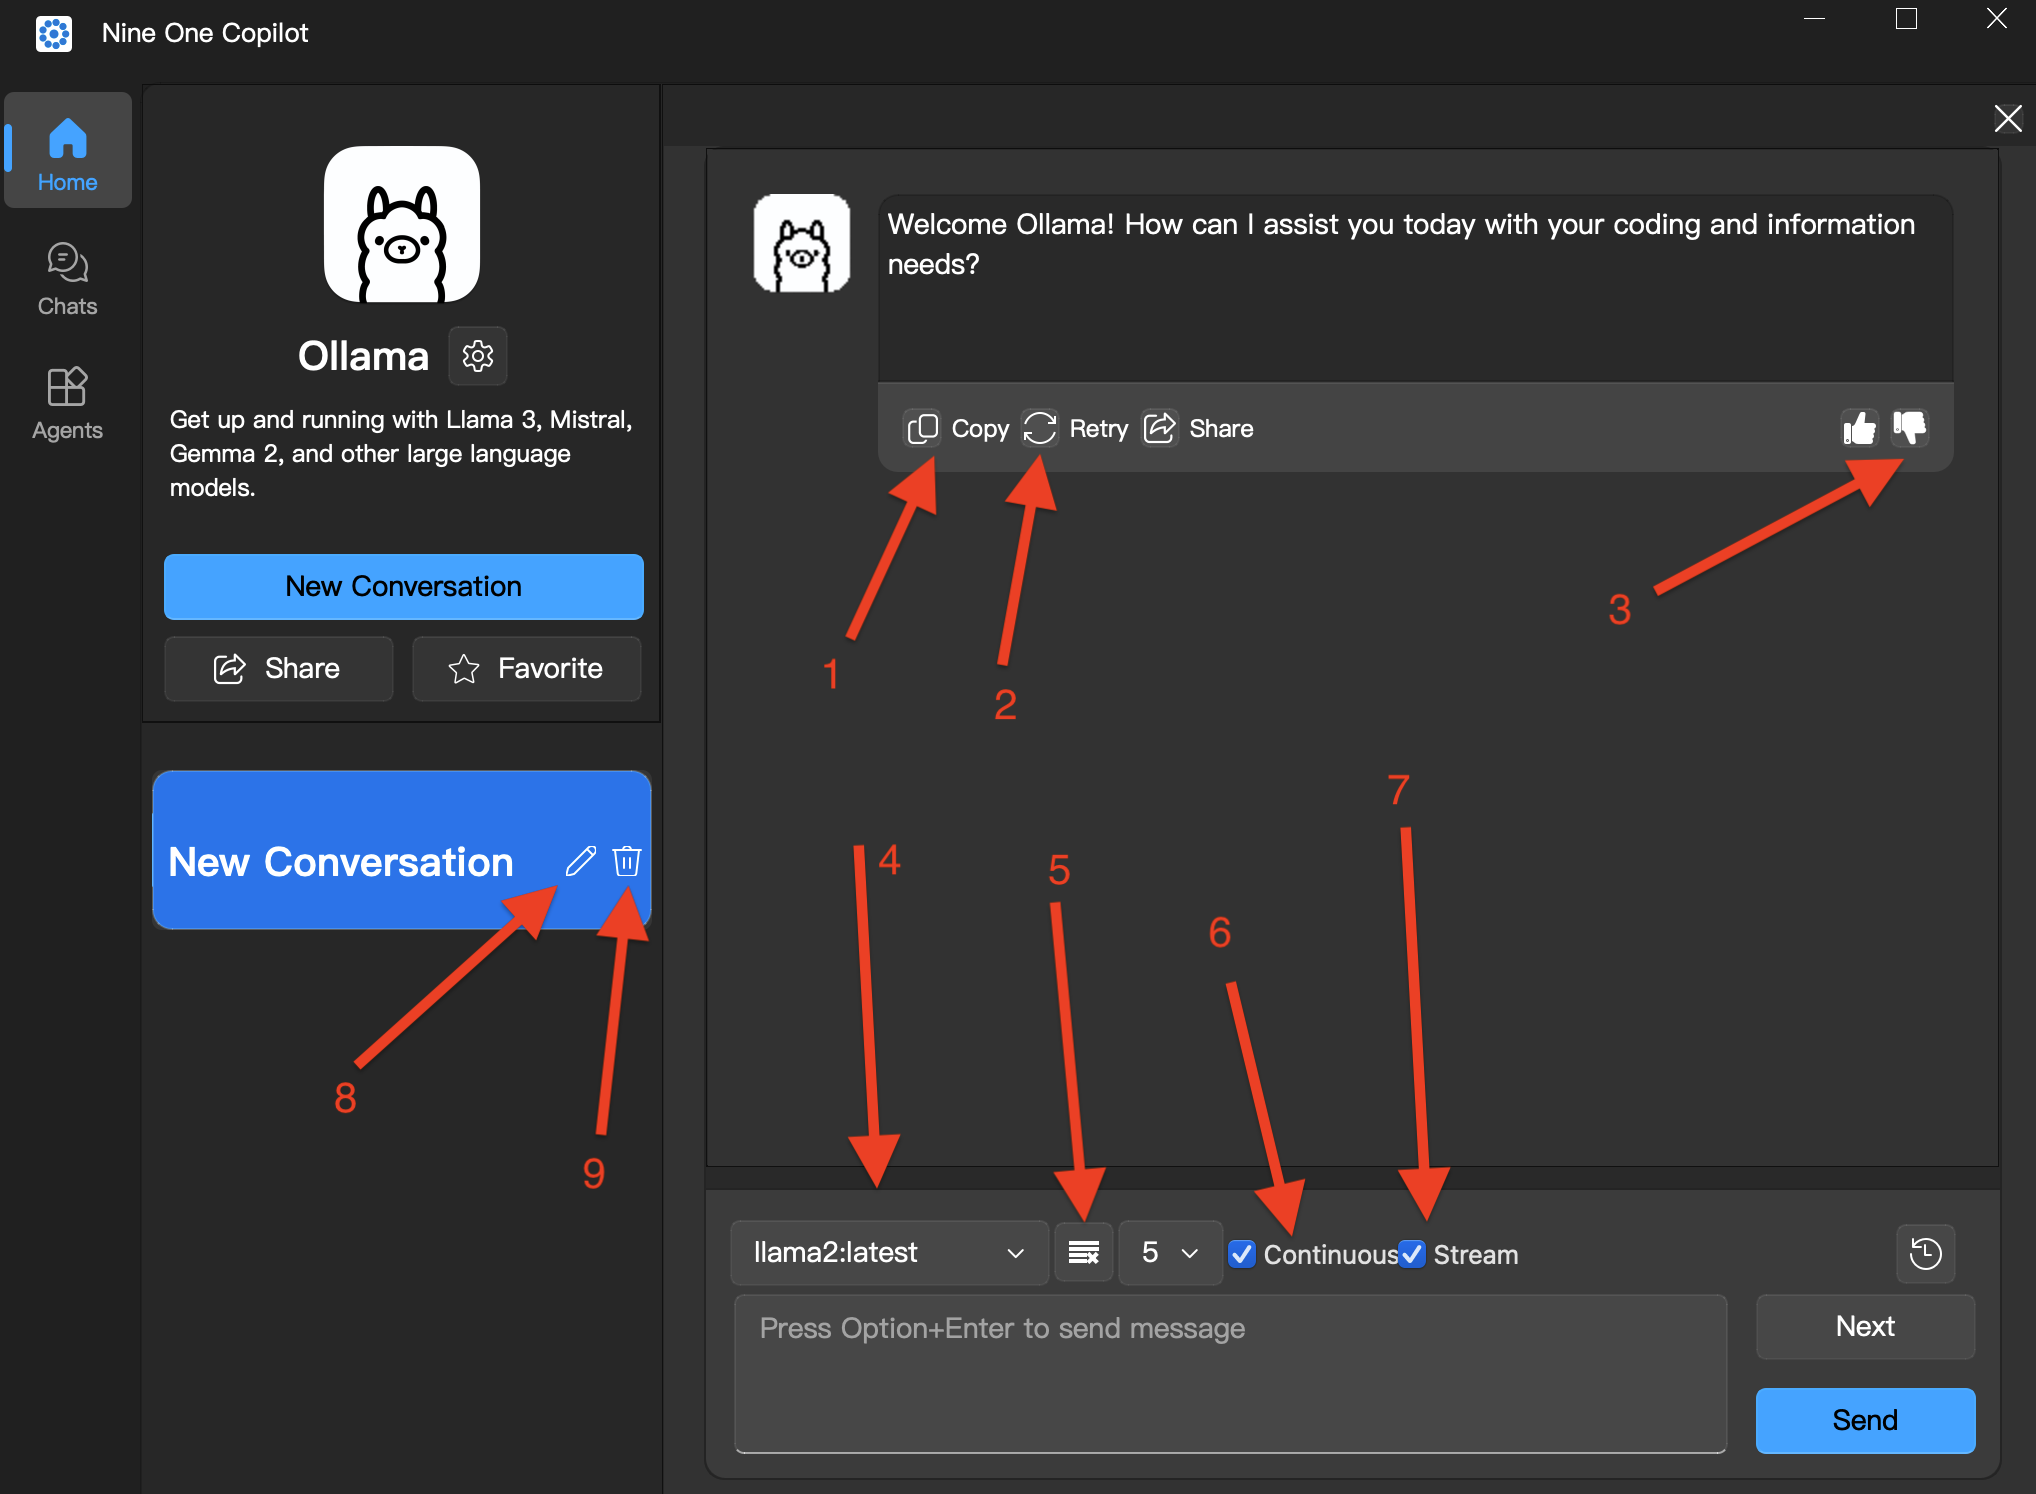 Nine One Copilot
Home
Chats
Agents
Ollama
Get up and running with Llama 3, Mistral,
Gemma 2, and other large language
models.
New Conversation
Share
Favorite
New Conversation
8
9
Welcome Ollama! How can I assist you today with your coding and information
needs?
Copy
Retry
Share
1
2
3
4
5
6
7
llama2:latest
5
Continuous
Stream
Press Option+Enter to send message
Next
Send